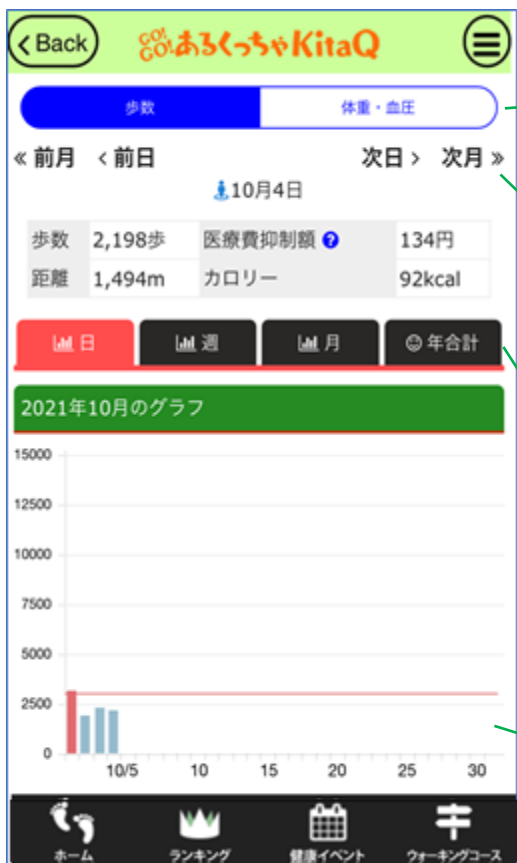 Back
GO!GO!あるくっちゃKitaQ
歩数 体重・血圧
«前月 ‹前日 次日› 次月»
10月4日
歩数 2,198歩 医療費抑制額 ? 134円
距離 1,494m カロリー 92kcal
日 週 月 年合計
2021年10月のグラフ
15000
12500
10000
7500
5000
2500
0
10/5 10 15 20 25 30
ホーム ランキング 健康イベント ウォーキングコース